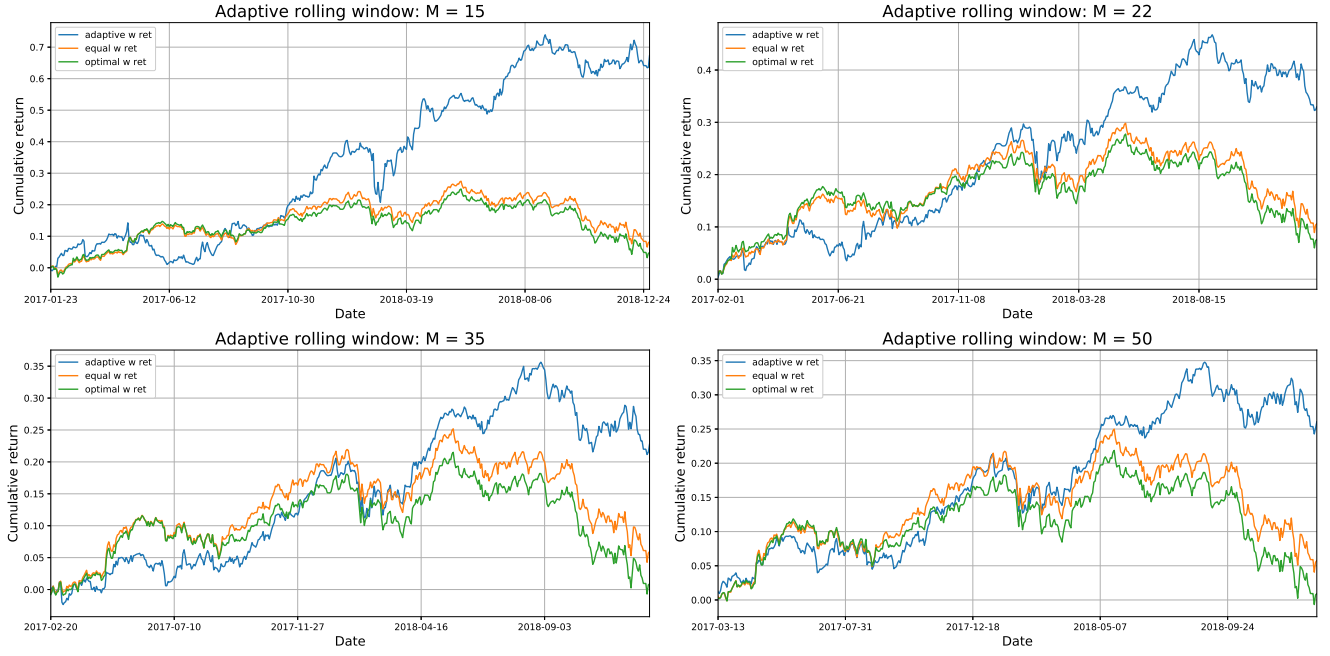 Adaptive rolling window: M = 15
adaptive w ret
equal w ret
optimal w ret
Cumulative return
0.7
0.6
0.5
0.4
0.3
0.2
0.1
0.0
2017-01-23
2017-06-12
2017-10-30
2018-03-19
2018-08-06
2018-12-24
Date
Adaptive rolling window: M = 22
adaptive w ret
equal w ret
optimal w ret
Cumulative return
0.4
0.3
0.2
0.1
0.0
2017-02-01
2017-06-21
2017-11-08
2018-03-28
2018-08-15
Date
Adaptive rolling window: M = 35
adaptive w ret
equal w ret
optimal w ret
Cumulative return
0.35
0.30
0.25
0.20
0.15
0.10
0.05
0.00
2017-02-20
2017-07-10
2017-11-27
2018-04-16
2018-09-03
Date
Adaptive rolling window: M = 50
adaptive w ret
equal w ret
optimal w ret
Cumulative return
0.35
0.30
0.25
0.20
0.15
0.10
0.05
0.00
2017-03-13
2017-07-31
2017-12-18
2018-05-07
2018-09-24
Date